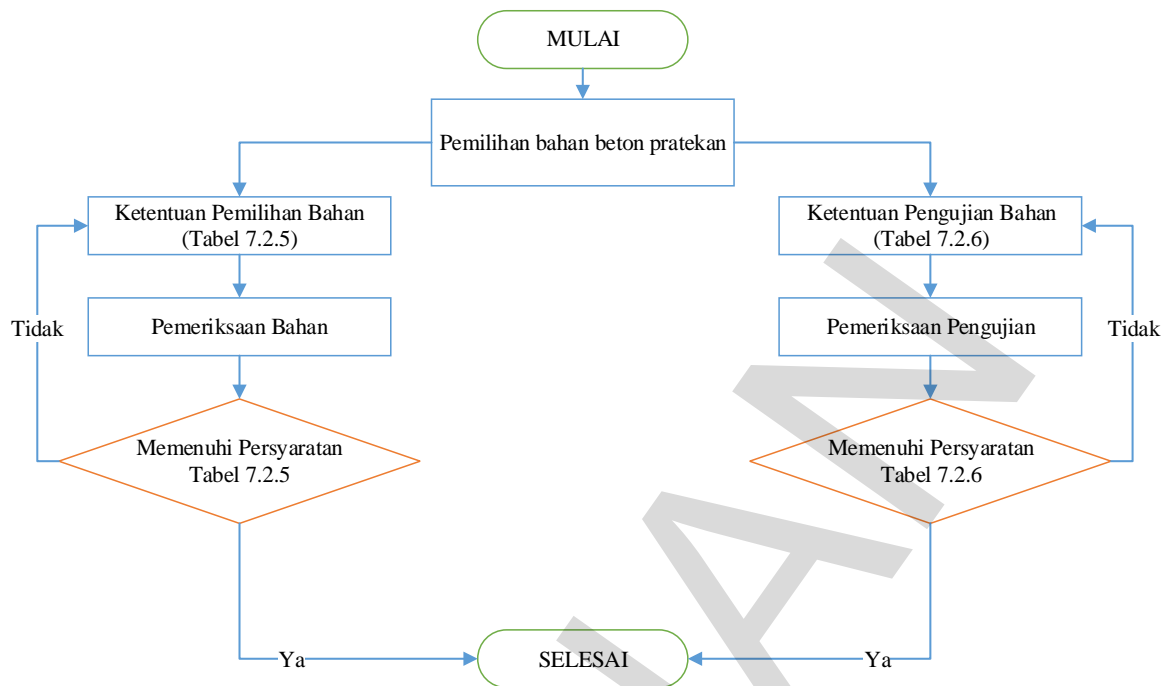 MULAI
Pemilihan bahan beton pratekan
Ketentuan Pemilihan Bahan
(Tabel 7.2.5)
Ketentuan Pengujian Bahan
(Tabel 7.2.6)
Pemeriksaan Bahan
Pemeriksaan Pengujian
Tidak
Tidak
Memenuhi Persyaratan
Tabel 7.2.5
Memenuhi Persyaratan
Tabel 7.2.6
Ya
SELESAI
Ya